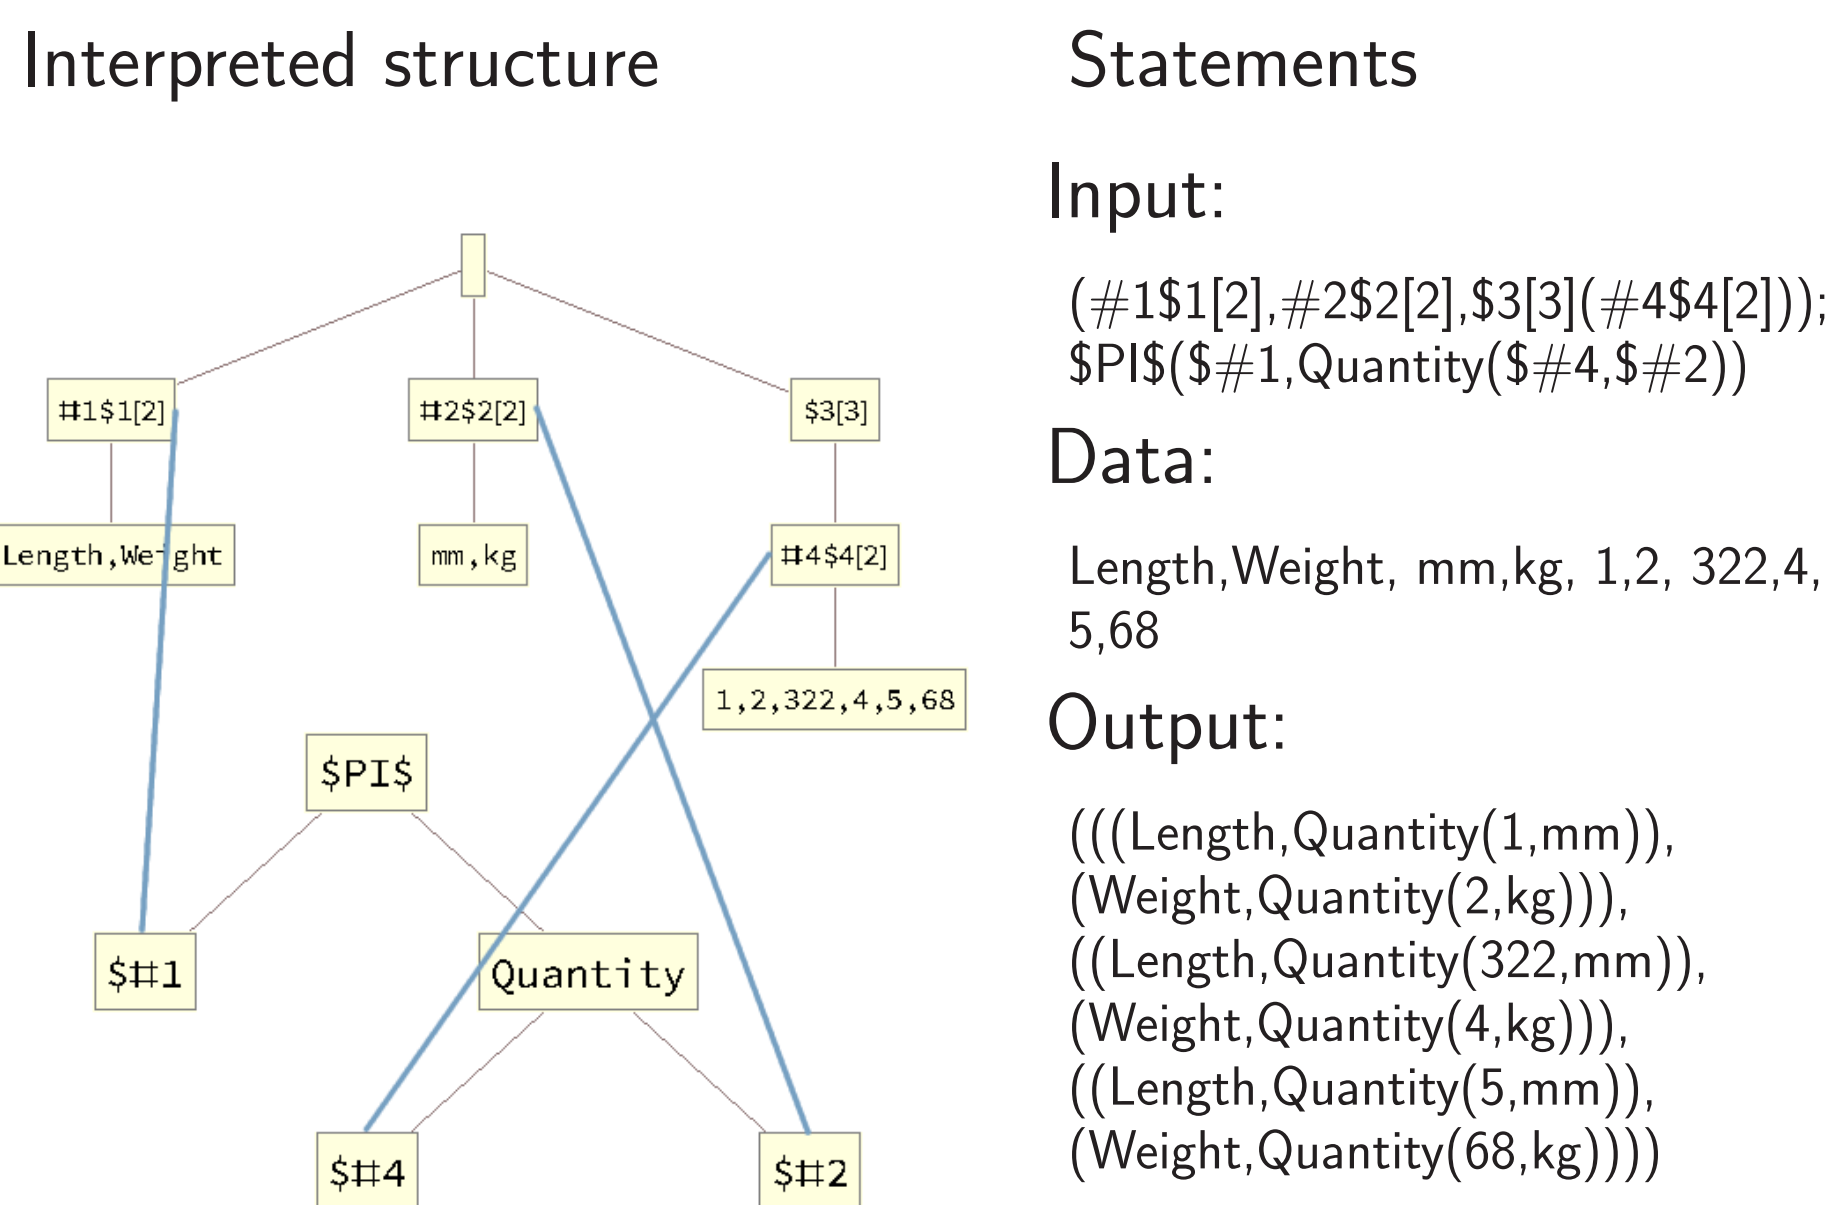 Interpreted structure
#1$1[2]
#2$2[2]
$3[3]
Length,Weight
mm,kg
#4$4[2]
1,2,322,4,5,68
$PI$
$#1
Quantity
$#4
$#2
Statements
Input:
(#1$1[2],#2$2[2],$3[3](#4$4[2]));
$PI$($#1,Quantity($#4,$#2))
Data:
Length,Weight, mm,kg, 1,2, 322,4,
5,68
Output:
(((Length,Quantity(1,mm)),
(Weight,Quantity(2,kg))),
((Length,Quantity(322,mm)),
(Weight,Quantity(4,kg))),
((Length,Quantity(5,mm)),
(Weight,Quantity(68,kg))))